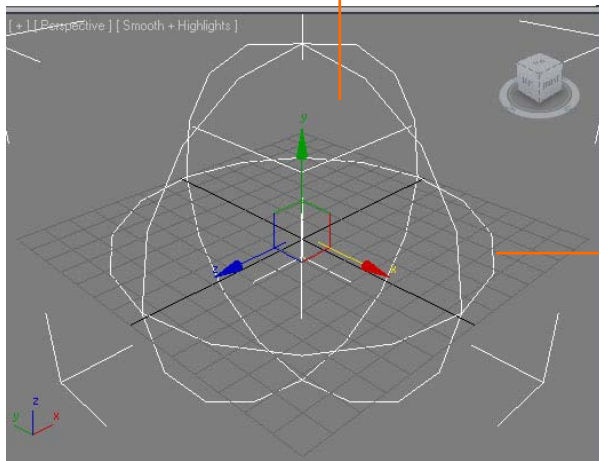 [ + ] [ Perspective ] [ Smooth + Highlights ]
y
z
x
z
y
x